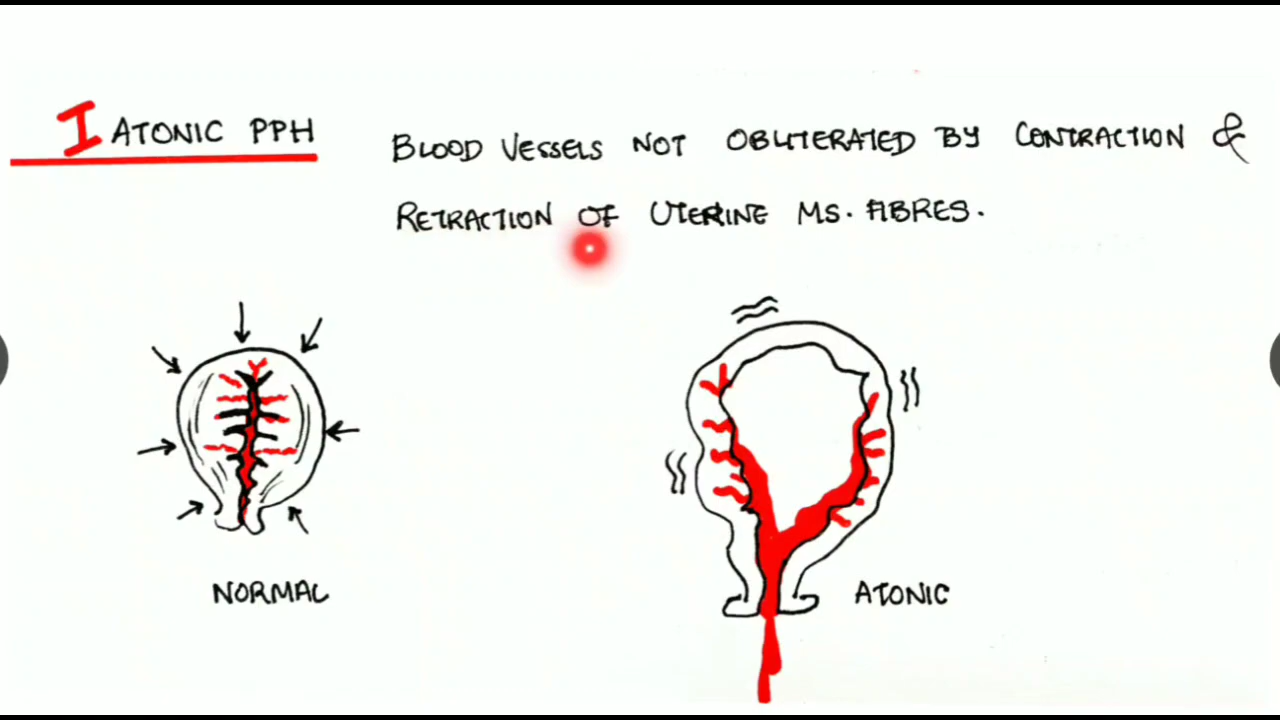 I ATONIC PPH
BLOOD VESSELS NOT OBLITERATED BY CONTRACTION &
RETRACTION OF UTERINE MS. FIBRES.
NORMAL
ATONIC